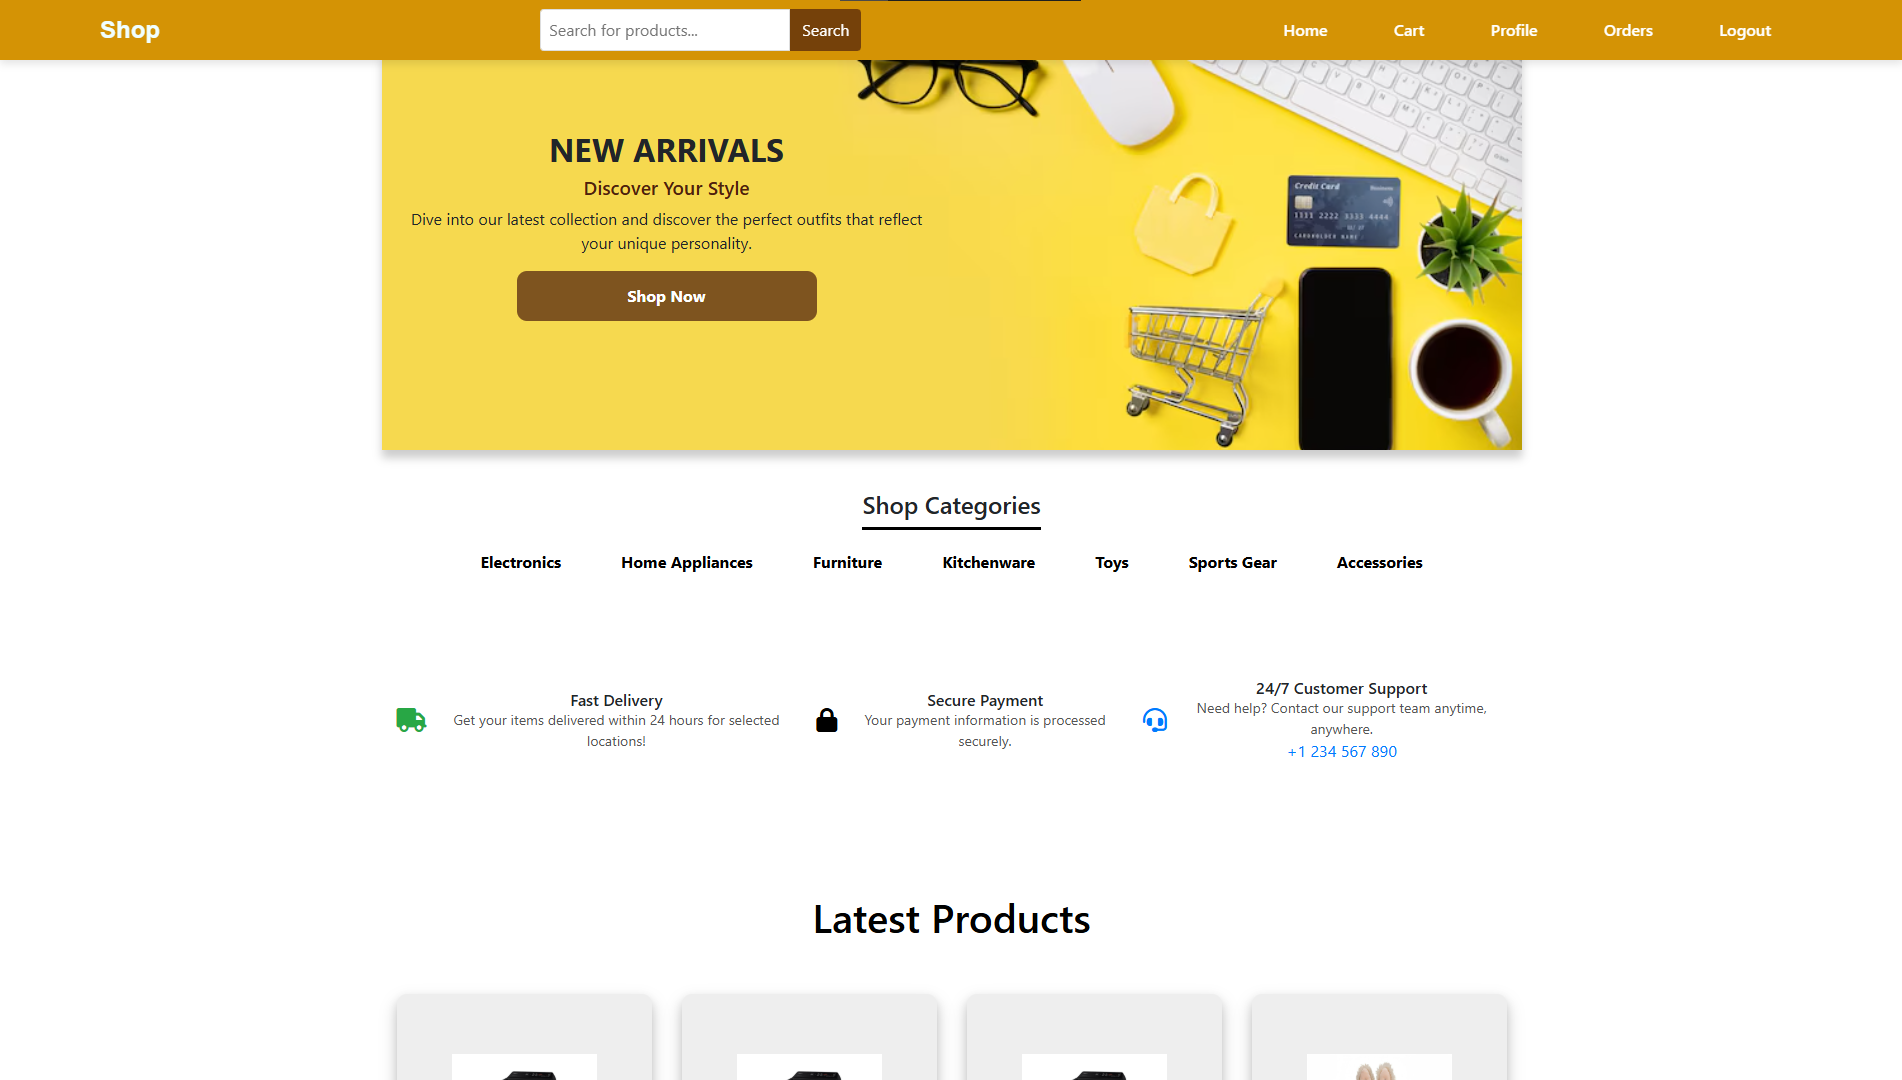 Shop
Search for products...
Search
Home
Cart
Profile
Orders
Logout
NEW ARRIVALS
Discover Your Style
Dive into our latest collection and discover the perfect outfits that reflect
your unique personality.
Shop Now
Credit Card
1111 2222 3333 4444
CARDHOLDER NAME
Shop Categories
Electronics
Home Appliances
Furniture
Kitchenware
Toys
Sports Gear
Accessories
Fast Delivery
Get your items delivered within 24 hours for selected
locations!
Secure Payment
Your payment information is processed
securely.
24/7 Customer Support
Need help? Contact our support team anytime,
anywhere.
+1 234 567 890
Latest Products